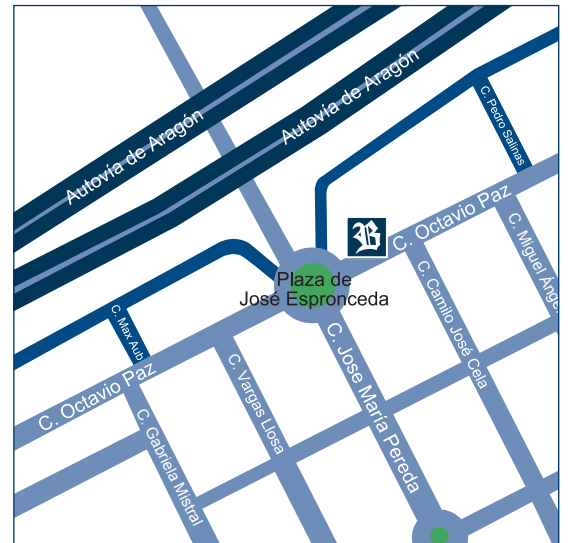 Autovía de Aragón
Autovía de Aragón
C. Pedro Salinas
B
C. Octavio Paz
C. Miguel Ánge
Plaza de
José Espronceda
C. Camilo José Cela
C. Max Aub
C. Jose María Pereda
C. Vargas Llosa
C. Octavio Paz
C. Gabriela Mistral